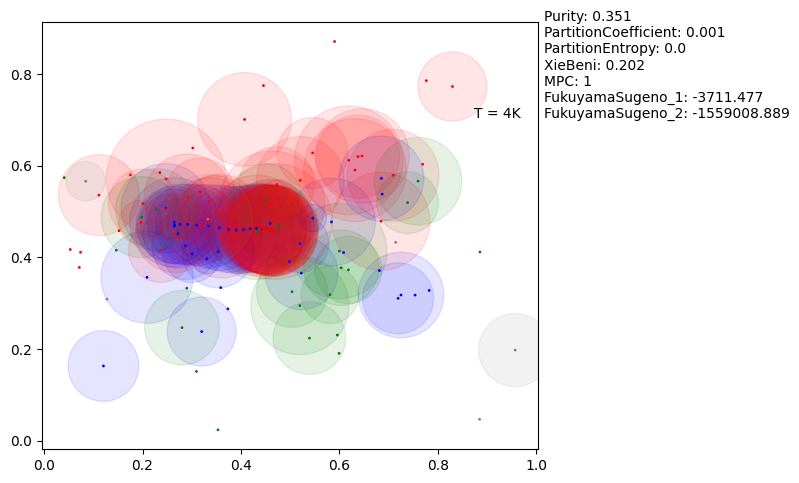 Purity: 0.351
PartitionCoefficient: 0.001
PartitionEntropy: 0.0
XieBeni: 0.202
MPC: 1
FukuyamaSugeno_1: -3711.477
FukuyamaSugeno_2: -1559008.889
T = 4K
0.8
0.6
0.4
0.2
0.0
0.0 0.2 0.4 0.6 0.8 1.0